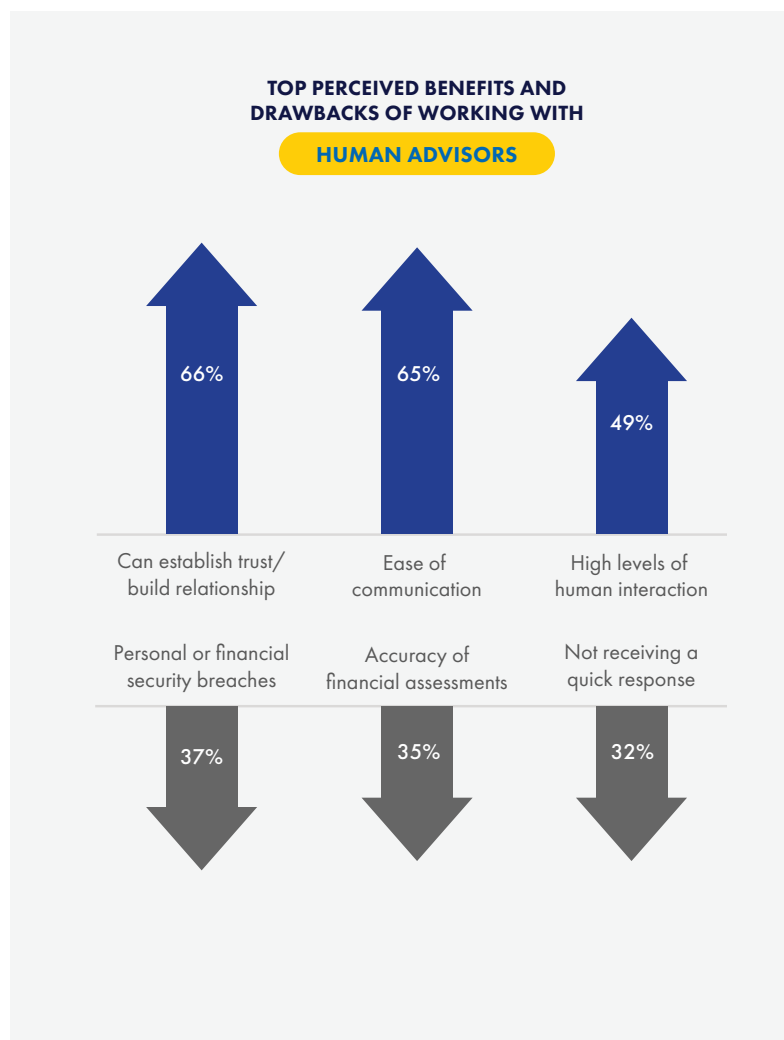 TOP PERCEIVED BENEFITS AND
DRAWBACKS OF WORKING WITH
HUMAN ADVISORS
66%
65%
49%
Can establish trust/
build relationship
Ease of
communication
High levels of
human interaction
Personal or financial
security breaches
Accuracy of
financial assessments
Not receiving a
quick response
37%
35%
32%